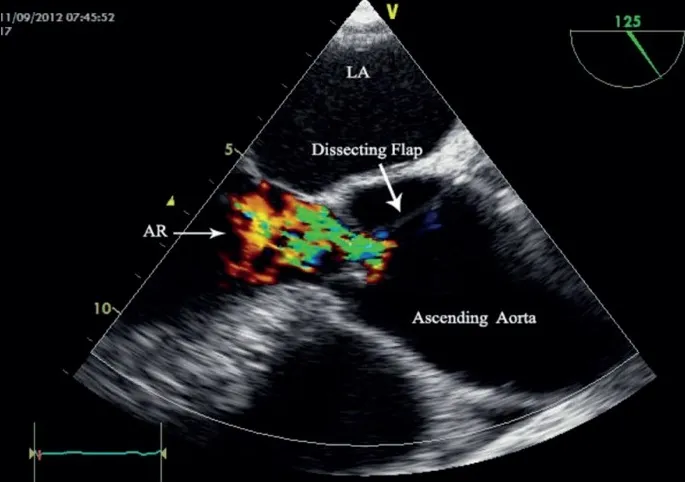 11/09/2012 07:45:52
17
V
125
LA
5
Dissecting Flap
AR
10
Ascending Aorta